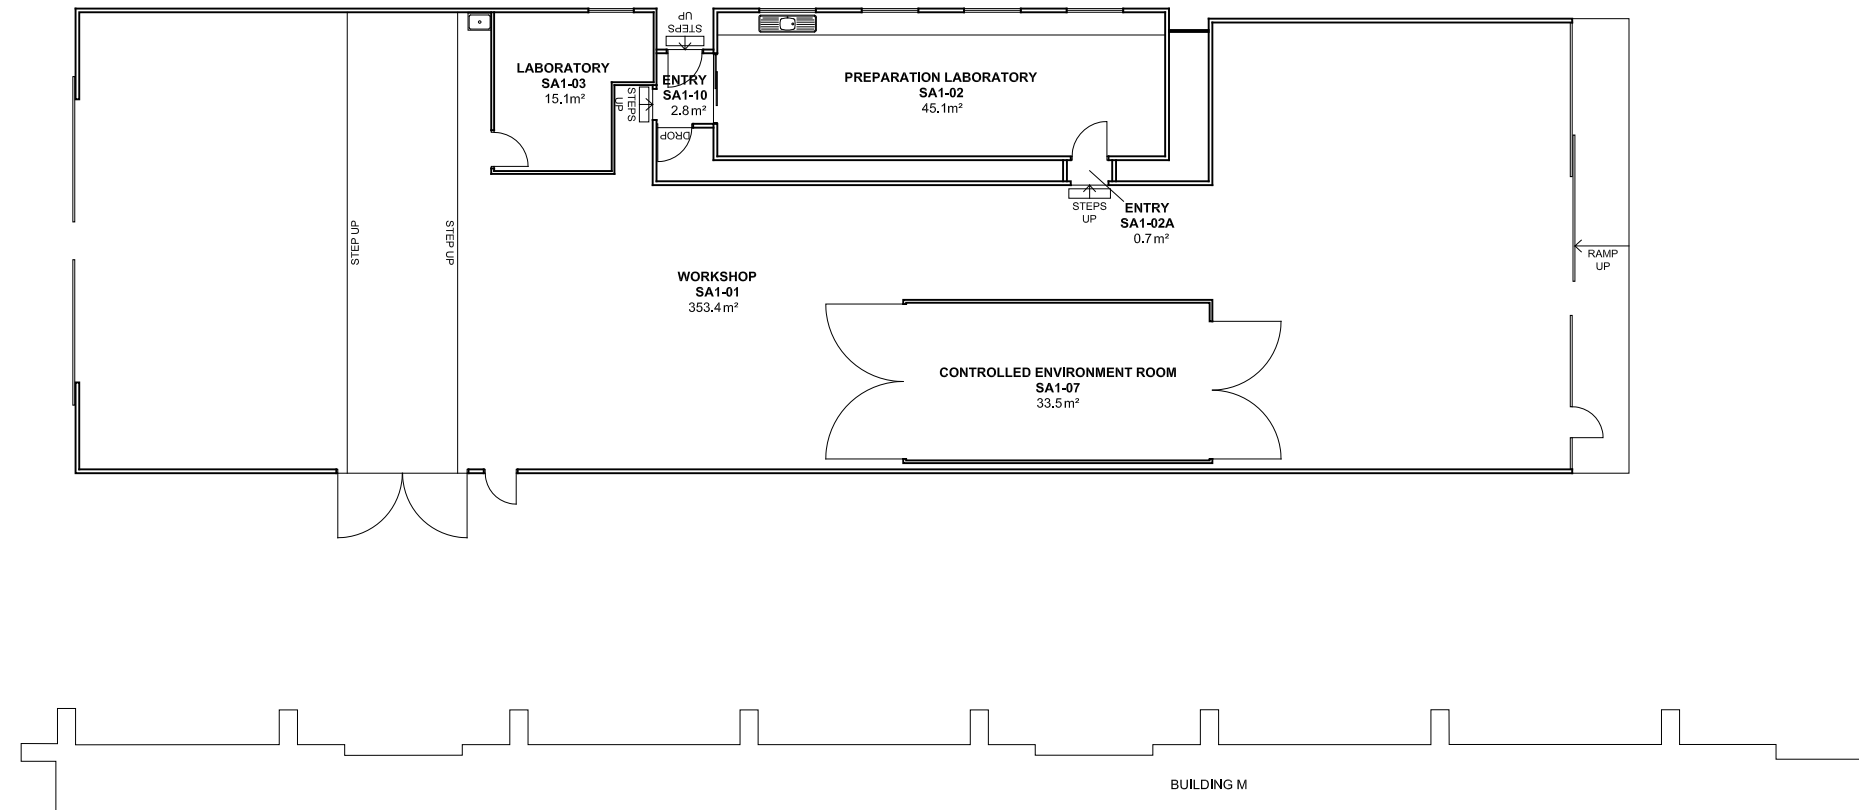 STEPS
UP
LABORATORY
SA1-03
15.1m²
ENTRY
SA1-10
2.8m²
STEPS
UP
DROP
PREPARATION LABORATORY
SA1-02
45.1m²
STEPS
UP
ENTRY
SA1-02A
0.7m²
STEP UP
STEP UP
RAMP
UP
WORKSHOP
SA1-01
353.4m²
CONTROLLED ENVIRONMENT ROOM
SA1-07
33.5m²
BUILDING M